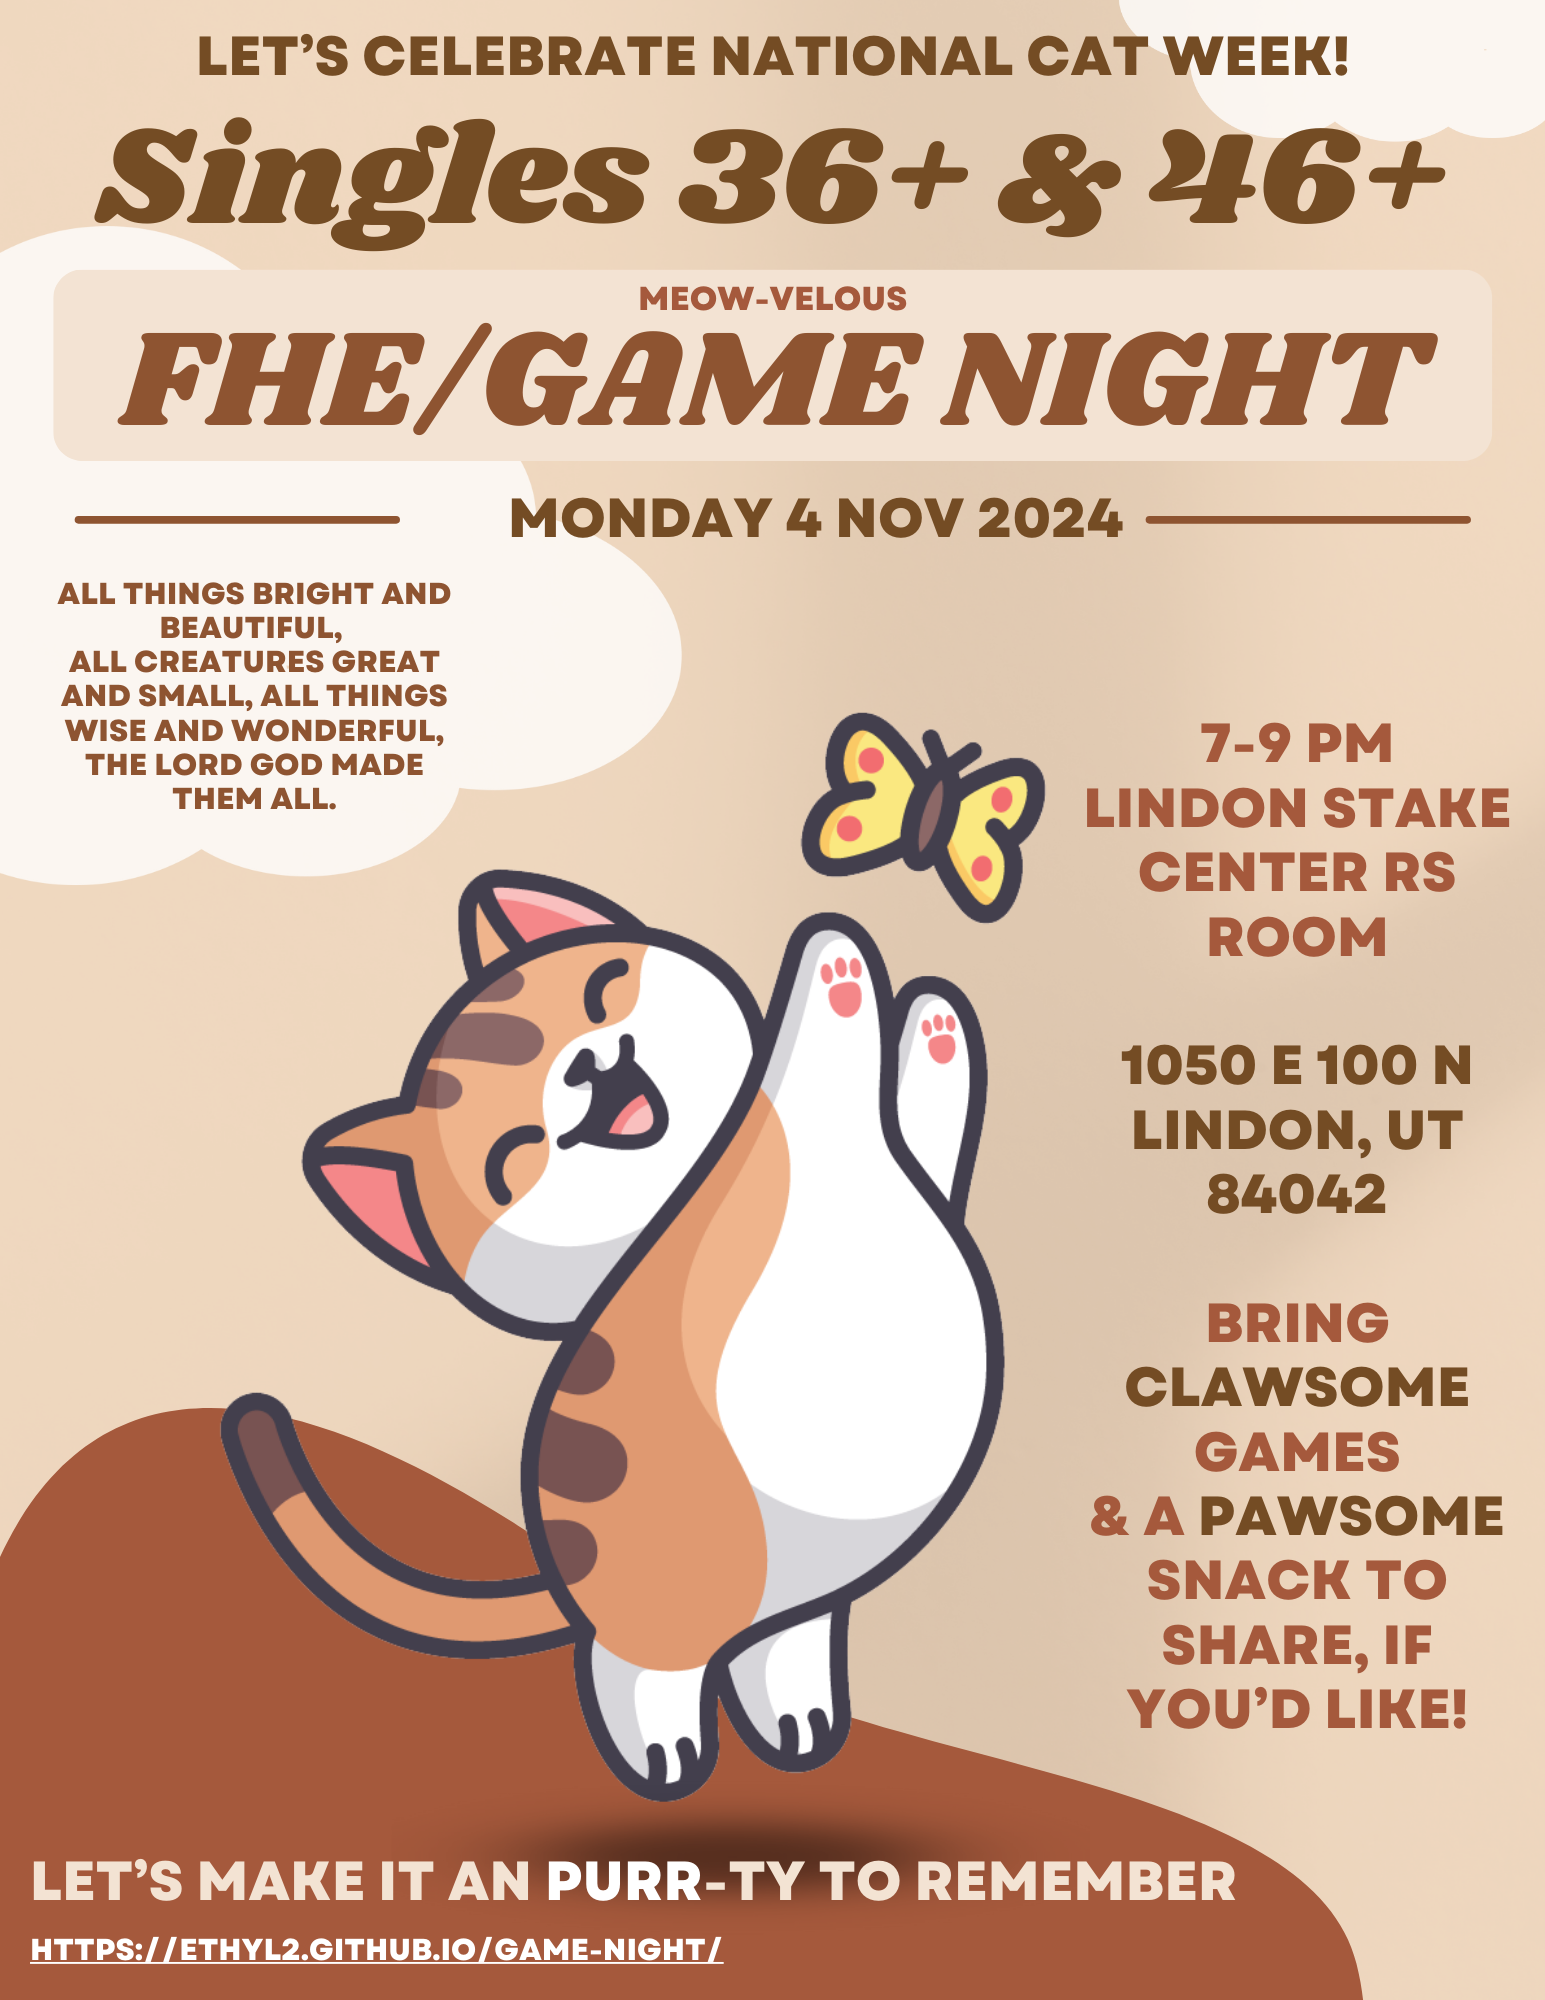 LET'S CELEBRATE NATIONAL CAT WEEK!
Singles 36+ & 46+
MEOW-VELOUS
FHE/GAME NIGHT
MONDAY 4 NOV 2024
ALL THINGS BRIGHT AND
BEAUTIFUL,
ALL CREATURES GREAT
AND SMALL, ALL THINGS
WISE AND WONDERFUL,
THE LORD GOD MADE
THEM ALL.
7-9 PM
LINDON STAKE
CENTER RS
ROOM
1050 E 100 N
LINDON, UT
84042
BRING
CLAWSOME
GAMES
& A PAWSOME
SNACK TO
SHARE, IF
YOU'D LIKE!
LET'S MAKE IT AN PURR-TY TO REMEMBER
HTTPS://ETHYL2.GITHUB.IO/GAME-NIGHT/